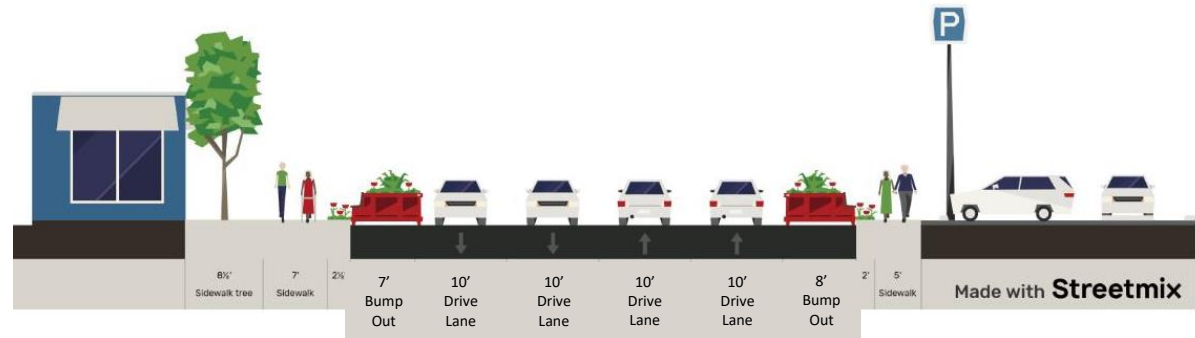 P
8½' 7' 2½' 7' 10' 10' 10' 10' 8' 2' 5'
Sidewalk tree Sidewalk Bump Drive Drive Drive Drive Bump Sidewalk
Out Lane Lane Lane Lane Out
Made with Streetmix